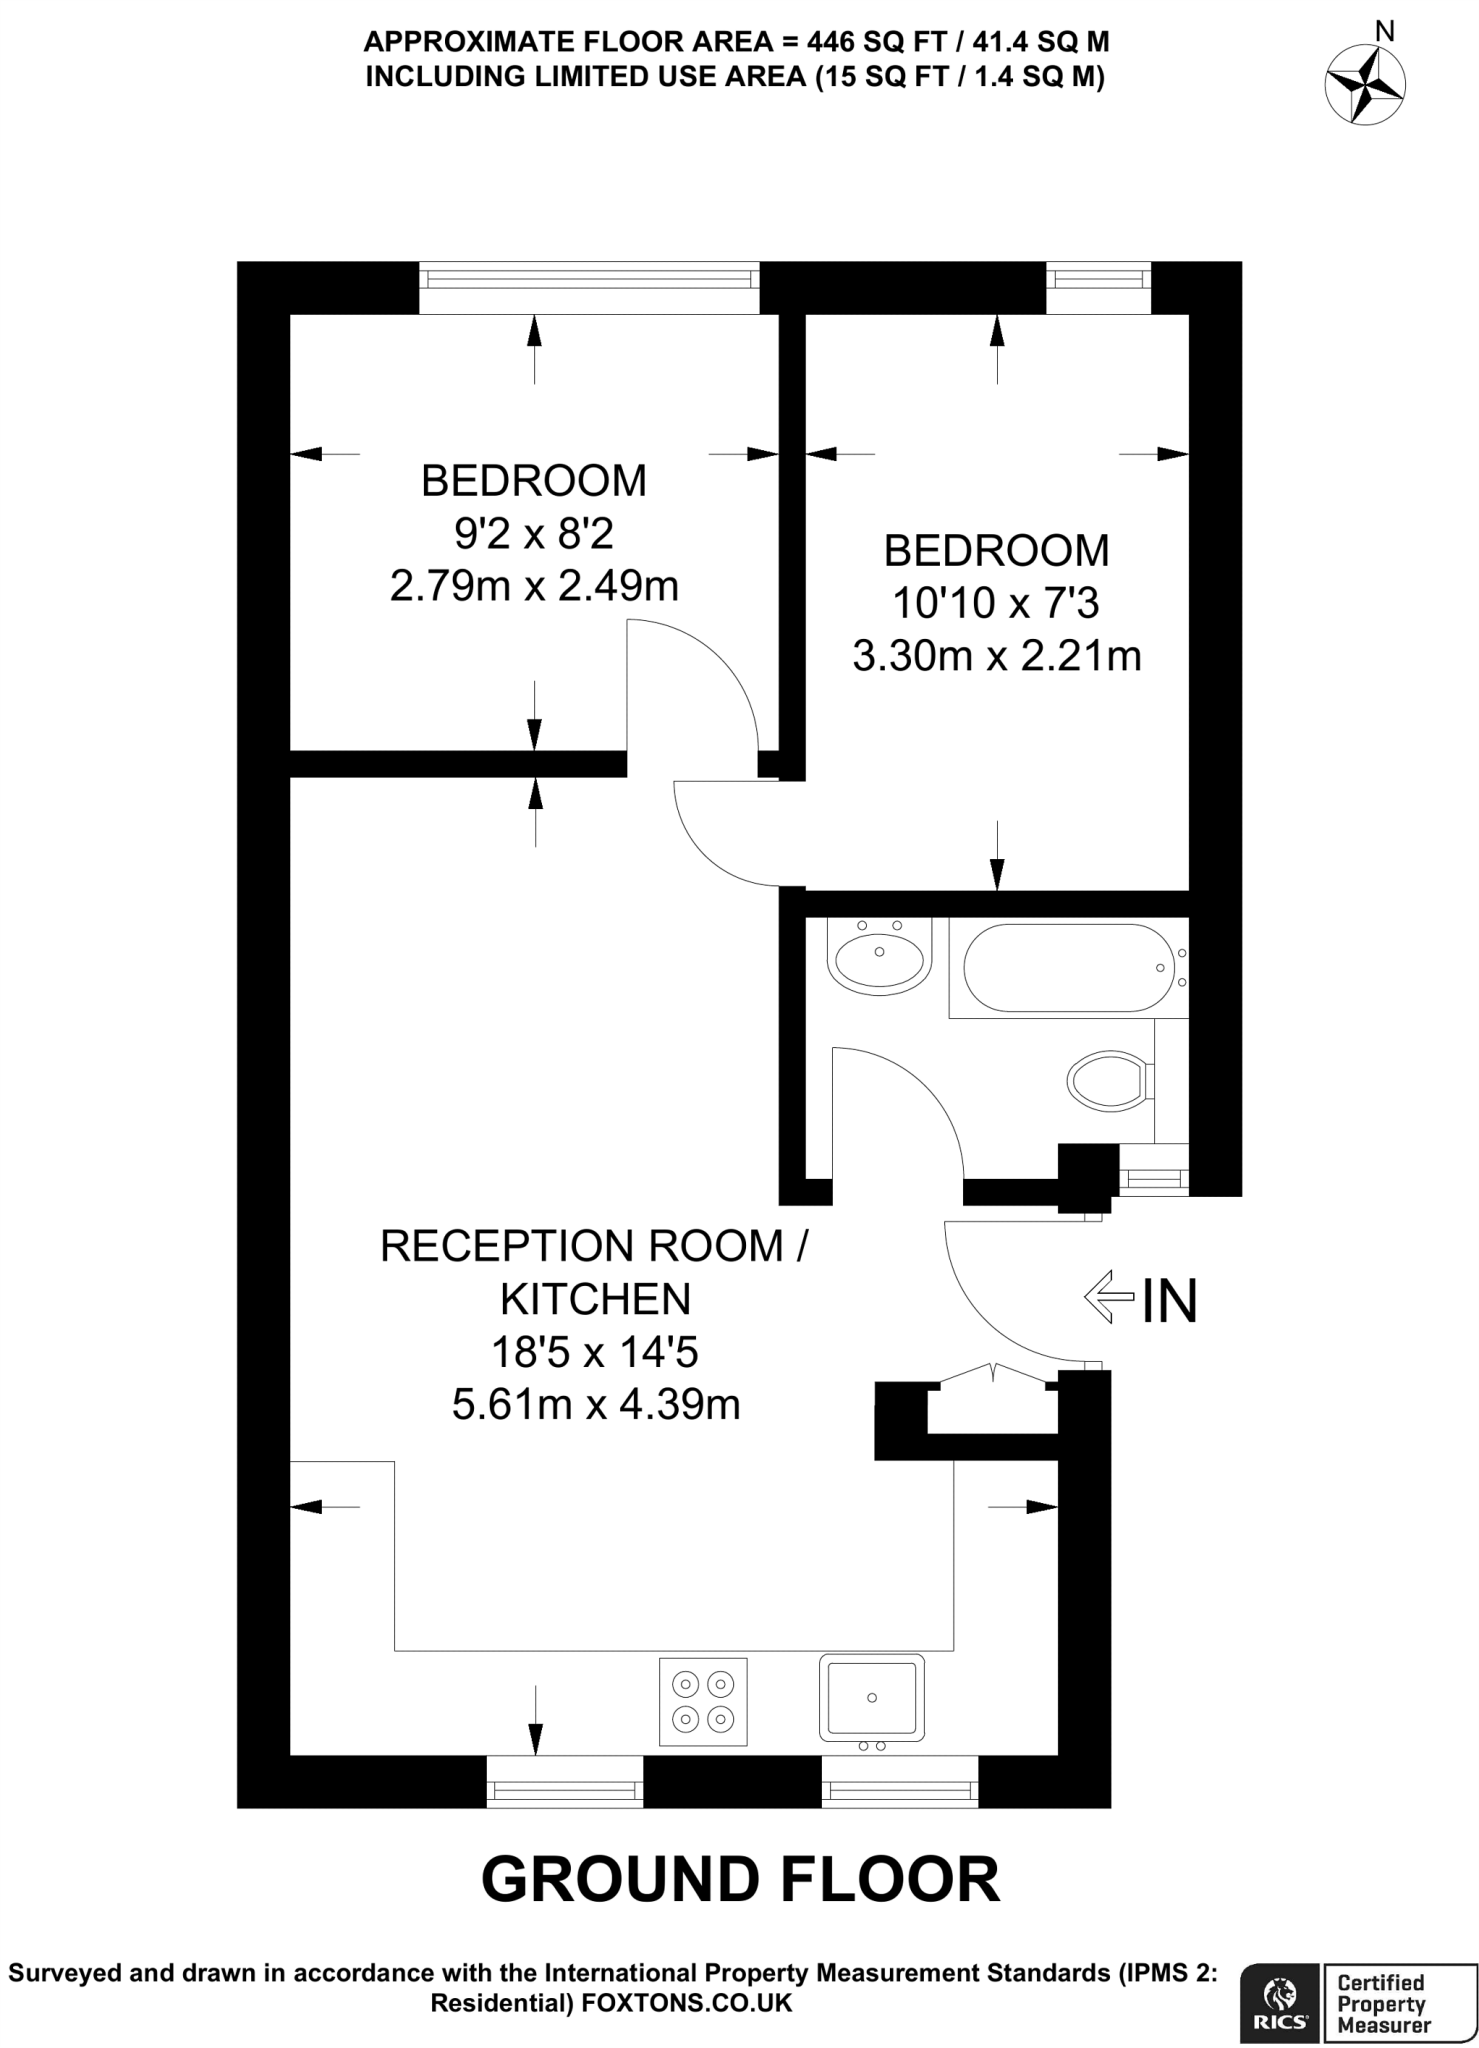 APPROXIMATE FLOOR AREA = 446 SQ FT / 41.4 SQ M
INCLUDING LIMITED USE AREA (15 SQ FT / 1.4 SQ M)
N
BEDROOM
9'2 x 8'2
2.79m x 2.49m
BEDROOM
10'10 x 7'3
3.30m x 2.21m
RECEPTION ROOM /
KITCHEN
18'5 x 14'5
5.61m x 4.39m
IN
GROUND FLOOR
Surveyed and drawn in accordance with the International Property Measurement Standards (IPMS 2:
Residential) FOXTONS.CO.UK
RICS
Certified
Property
Measurer